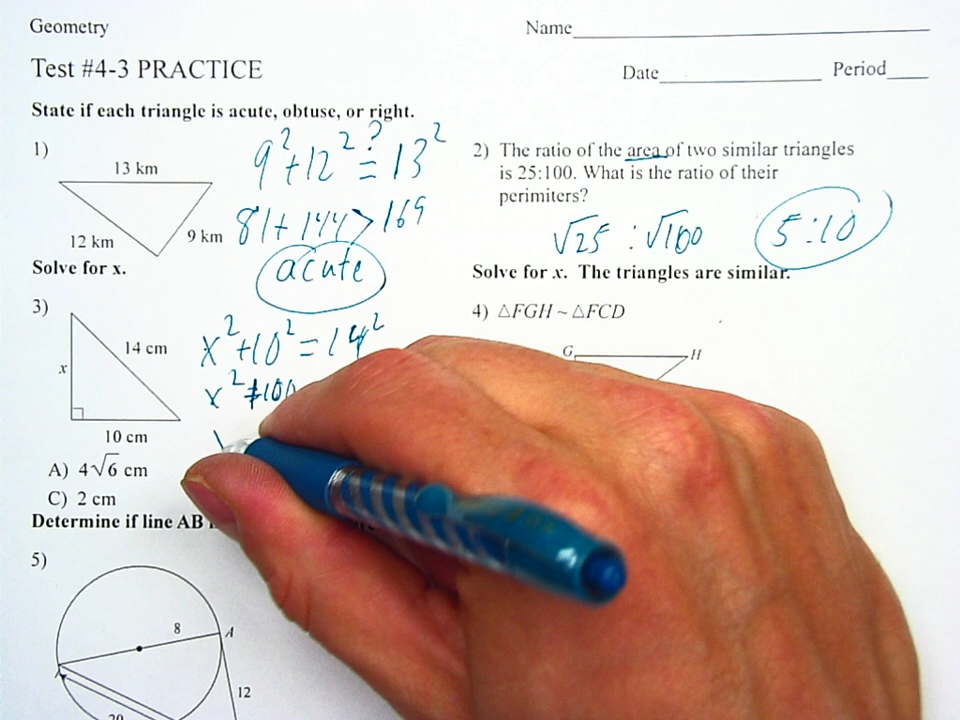 Geometry
Name
Test #4-3 PRACTICE
Date Period
State if each triangle is acute, obtuse, or right.
1)
13 km
12 km
9 km
9² + 12² ≟ 13²
81 + 144 > 169
acute
2) The ratio of the area of two similar triangles
is 25:100. What is the ratio of their
perimiters?
√25 : √100
5:10
Solve for x.
3)
14 cm
x
10 cm
x² + 10² = 14²
x² + 100
A) 4√6 cm
C) 2 cm
Solve for x. The triangles are similar.
4) △FGH ~ △FCD
G
H
Determine if line AB
5)
8
A
12
20